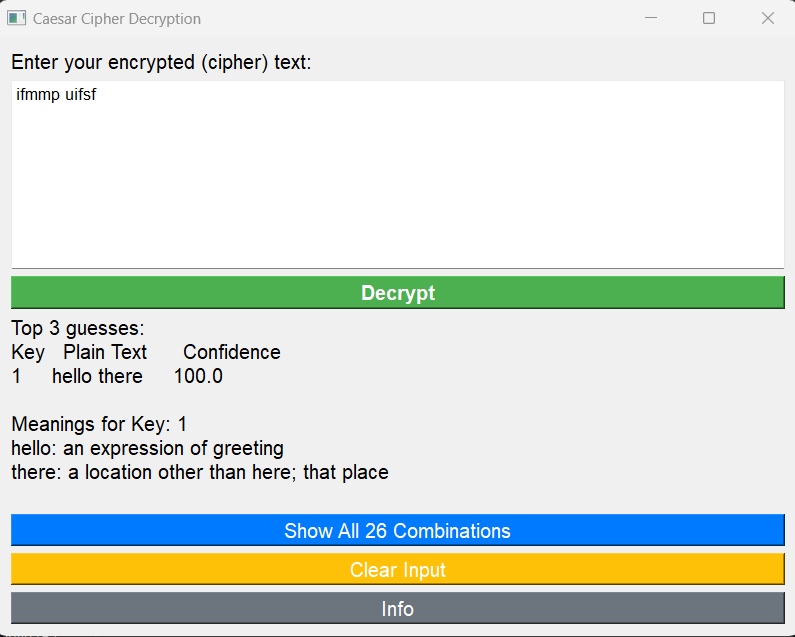 Caesar Cipher Decryption
Enter your encrypted (cipher) text:
ifmmp uifsf
Decrypt
Top 3 guesses:
Key Plain Text Confidence
1 hello there 100.0
Meanings for Key: 1
hello: an expression of greeting
there: a location other than here; that place
Show All 26 Combinations
Clear Input
Info